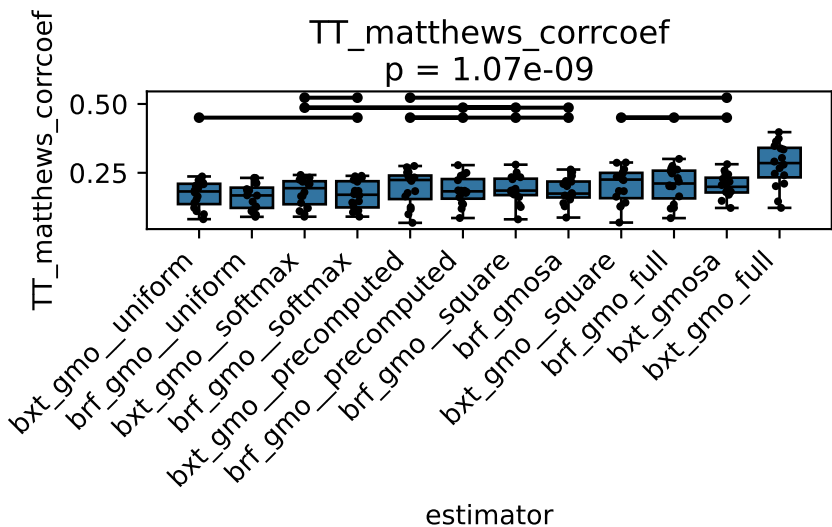 TT_matthews_corrcoef
p = 1.07e-09
TT_matthews_corrcoef
0.50
0.25
bxt_gmo__uniform
brf_gmo__uniform
bxt_gmo__softmax
brf_gmo__softmax
bxt_gmo__precomputed
brf_gmo__precomputed
brf_gmo__square
brf_gmosa
bxt_gmo__square
brf_gmo_full
bxt_gmosa
bxt_gmo_full
estimator